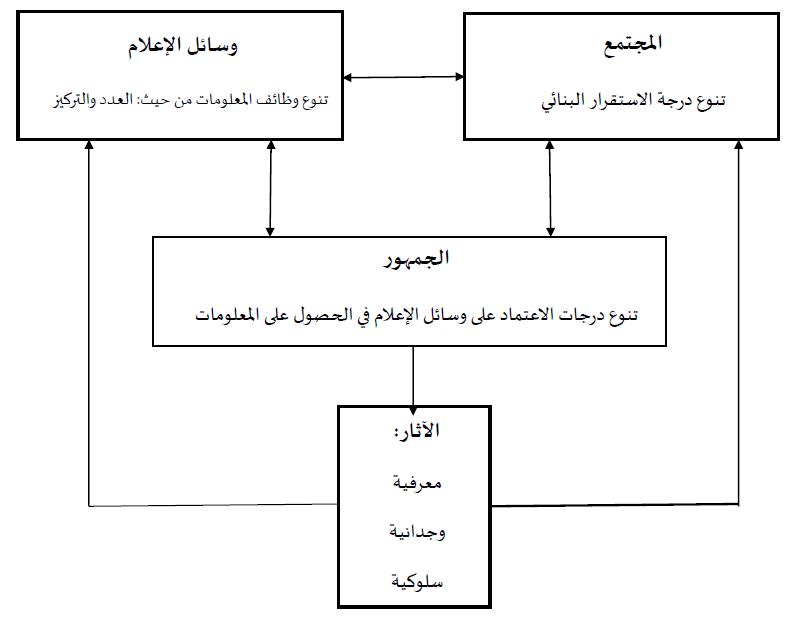 المجتمع
تنوع درجة الاستقرار البنائي
وسائل الإعلام
تنوع وظائف المعلومات من حيث: العدد والتركيز
الجمهور
تنوع درجات الاعتماد على وسائل الإعلام في الحصول على المعلومات
الآثار:
معرفية
وجدانية
سلوكية